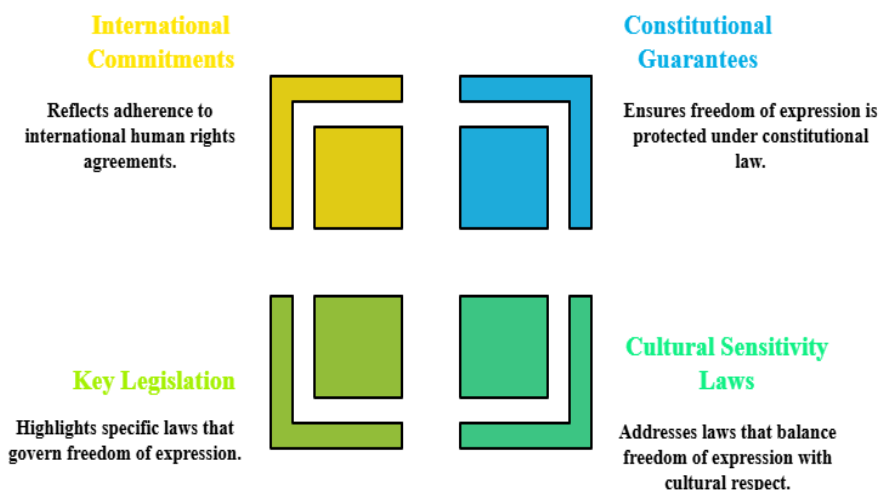 International
Commitments
Reflects adherence to
international human rights
agreements.
Constitutional
Guarantees
Ensures freedom of expression is
protected under constitutional
law.
Key Legislation
Highlights specific laws that
govern freedom of expression.
Cultural Sensitivity
Laws
Addresses laws that balance
freedom of expression with
cultural respect.